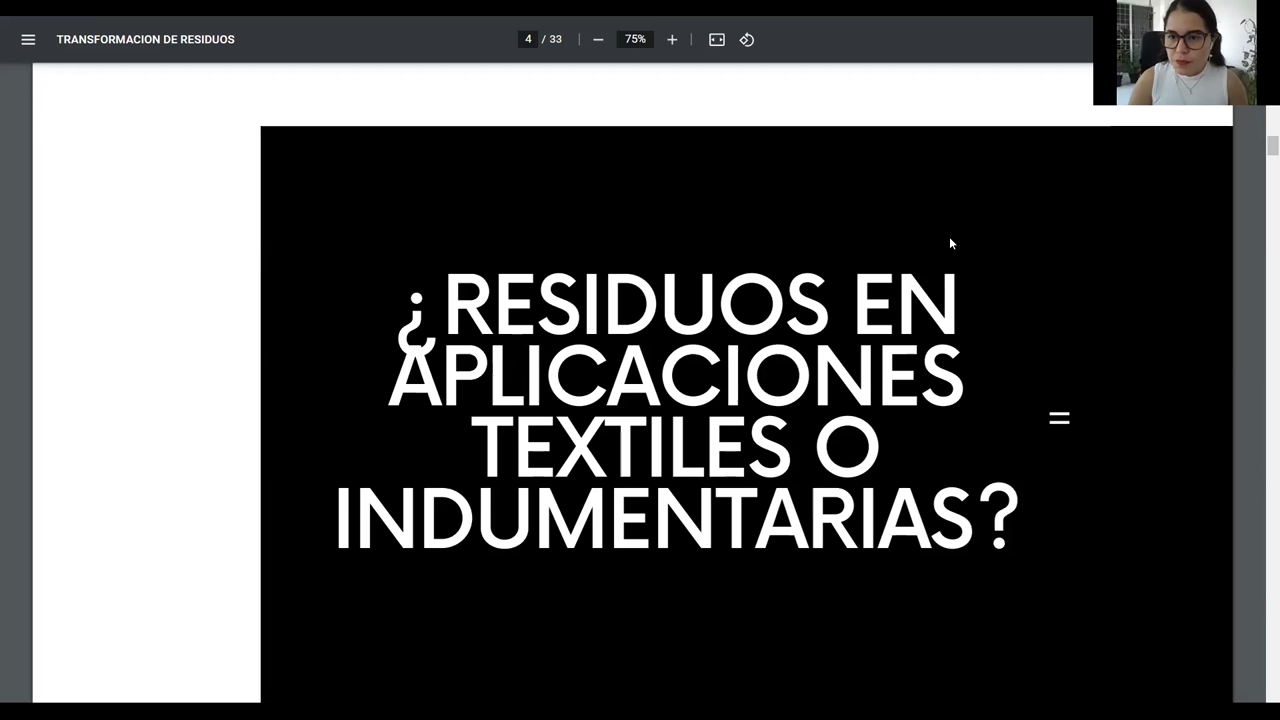 TRANSFORMACION DE RESIDUOS
4 / 33
75%
¿RESIDUOS EN
APLICACIONES
TEXTILES O
INDUMENTARIAS?
=